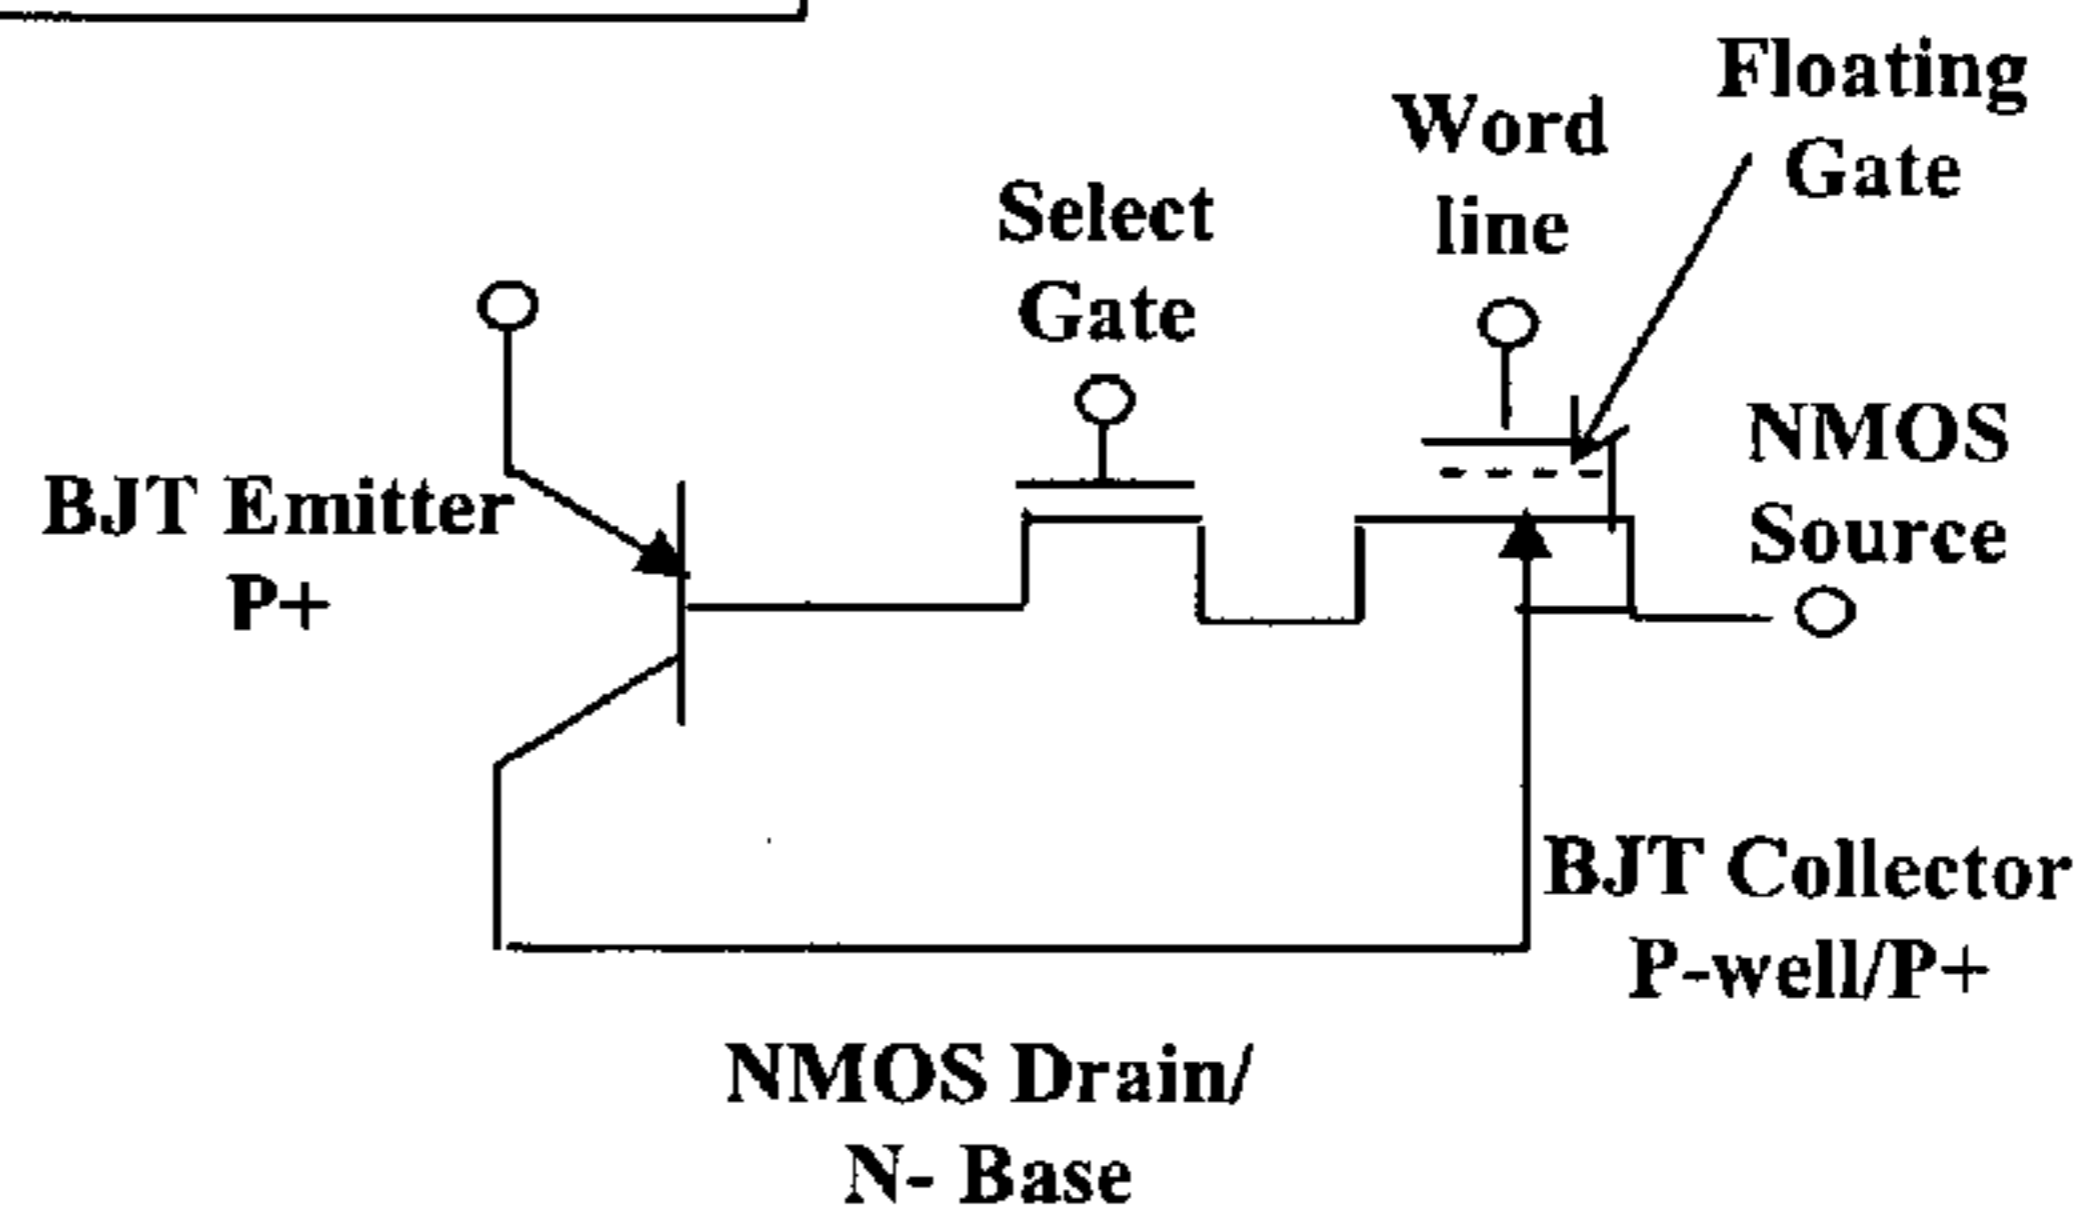 Floating
Gate
Word
line
Select
Gate
NMOS
Source
BJT Emitter
P+
BJT Collector
P-well/P+
NMOS Drain/
N- Base